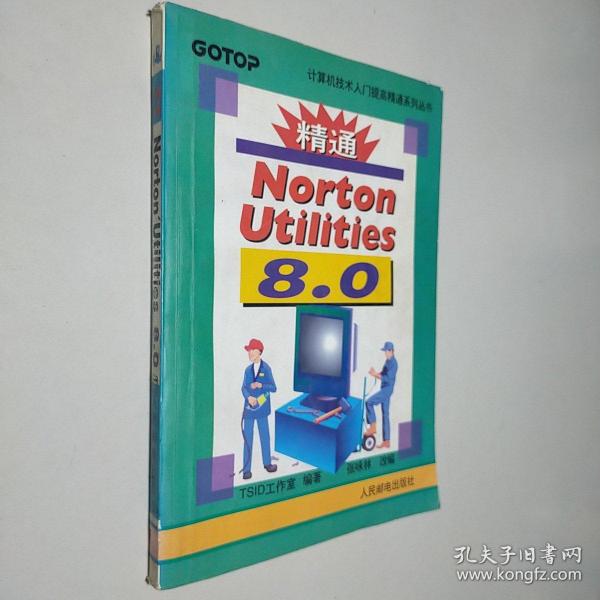 GOTOP
计算机技术入门提高精通系列丛书
精通
Norton
Utilities
8.0
TSID工作室 编著
张咏林 改编
人民邮电出版社
Norton Utilities 8.0
孔夫子旧书网
www.kongfz.com